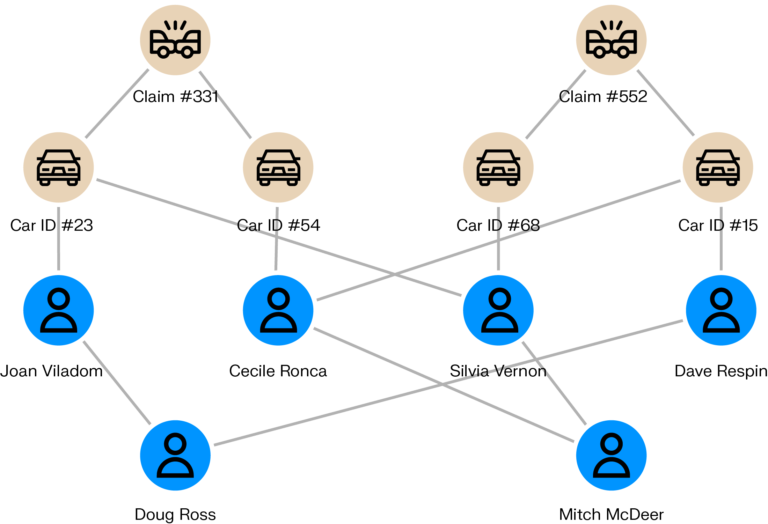 Claim #331
Claim #552
Car ID #23
Car ID #54
Car ID #68
Car ID #15
Joan Viladom
Cecile Ronca
Silvia Vernon
Dave Respin
Doug Ross
Mitch McDeer